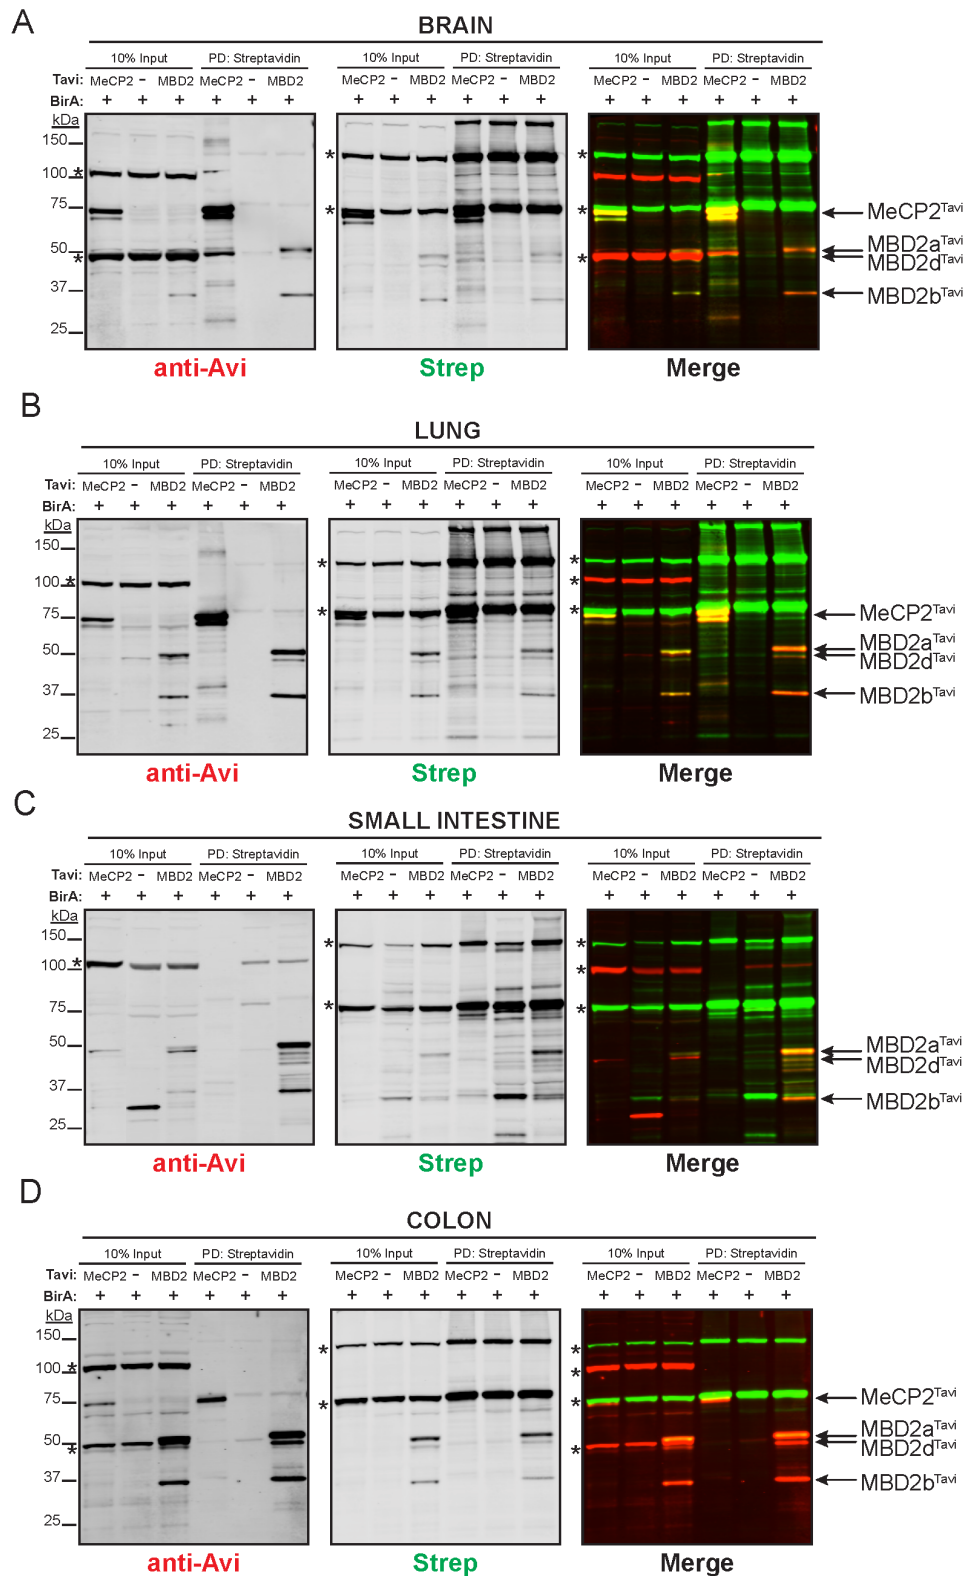 A
BRAIN
10% Input PD: Streptavidin 10% Input PD: Streptavidin 10% Input PD: Streptavidin
Tavi: MeCP2 - MBD2 MeCP2 - MBD2 MeCP2 - MBD2 MeCP2 - MBD2 MeCP2 - MBD2 MeCP2 - MBD2
BirA: + + + + + + + + + + + + + + + + + +
kDa
150
* *
100 *
*
75 * * MeCP2Tavi
50 MBD2aTavi
* * MBD2dTavi
37 MBD2bTavi
25
anti-Avi Strep Merge
B
LUNG
10% Input PD: Streptavidin 10% Input PD: Streptavidin 10% Input PD: Streptavidin
Tavi: MeCP2 - MBD2 MeCP2 - MBD2 MeCP2 - MBD2 MeCP2 - MBD2 MeCP2 - MBD2 MeCP2 - MBD2
BirA: + + + + + + + + + + + + + + + + + +
kDa
150
* *
100 * *
75 * * MeCP2Tavi
50 MBD2aTavi
MBD2dTavi
37 MBD2bTavi
25
anti-Avi Strep Merge
C
SMALL INTESTINE
10% Input PD: Streptavidin 10% Input PD: Streptavidin 10% Input PD: Streptavidin
Tavi: MeCP2 - MBD2 MeCP2 - MBD2 MeCP2 - MBD2 MeCP2 - MBD2 MeCP2 - MBD2 MeCP2 - MBD2
BirA: + + + + + + + + + + + + + + + + + +
kDa
150 * *
100 * *
75 * *
50 MBD2aTavi
MBD2dTavi
37 MBD2bTavi
25
anti-Avi Strep Merge
D
COLON
10% Input PD: Streptavidin 10% Input PD: Streptavidin 10% Input PD: Streptavidin
Tavi: MeCP2 - MBD2 MeCP2 - MBD2 MeCP2 - MBD2 MeCP2 - MBD2 MeCP2 - MBD2 MeCP2 - MBD2
BirA: + + + + + + + + + + + + + + + + + +
kDa
150
* *
100 * *
75 * * MeCP2Tavi
50 MBD2aTavi
* * MBD2dTavi
37 MBD2bTavi
25
anti-Avi Strep Merge